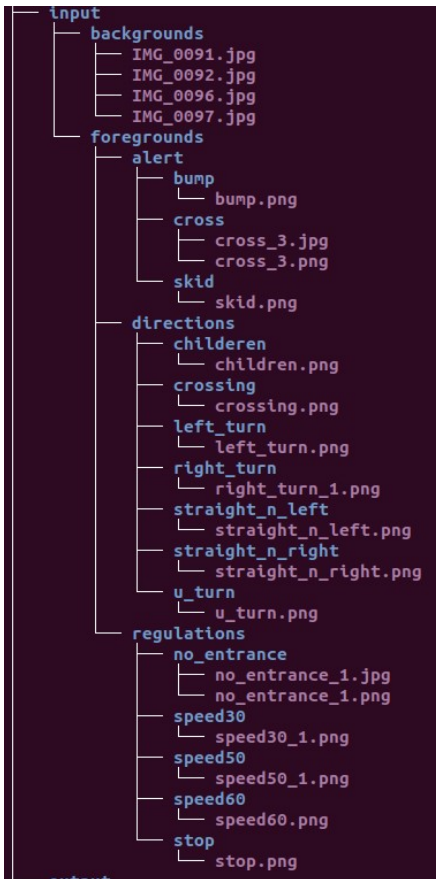 input
backgrounds
IMG_0091.jpg
IMG_0092.jpg
IMG_0096.jpg
IMG_0097.jpg
foregrounds
alert
bump
bump.png
cross
cross_3.jpg
cross_3.png
skid
skid.png
directions
childeren
children.png
crossing
crossing.png
left_turn
left_turn.png
right_turn
right_turn_1.png
straight_n_left
straight_n_left.png
straight_n_right
straight_n_right.png
u_turn
u_turn.png
regulations
no_entrance
no_entrance_1.jpg
no_entrance_1.png
speed30
speed30_1.png
speed50
speed50_1.png
speed60
speed60.png
stop
stop.png
output